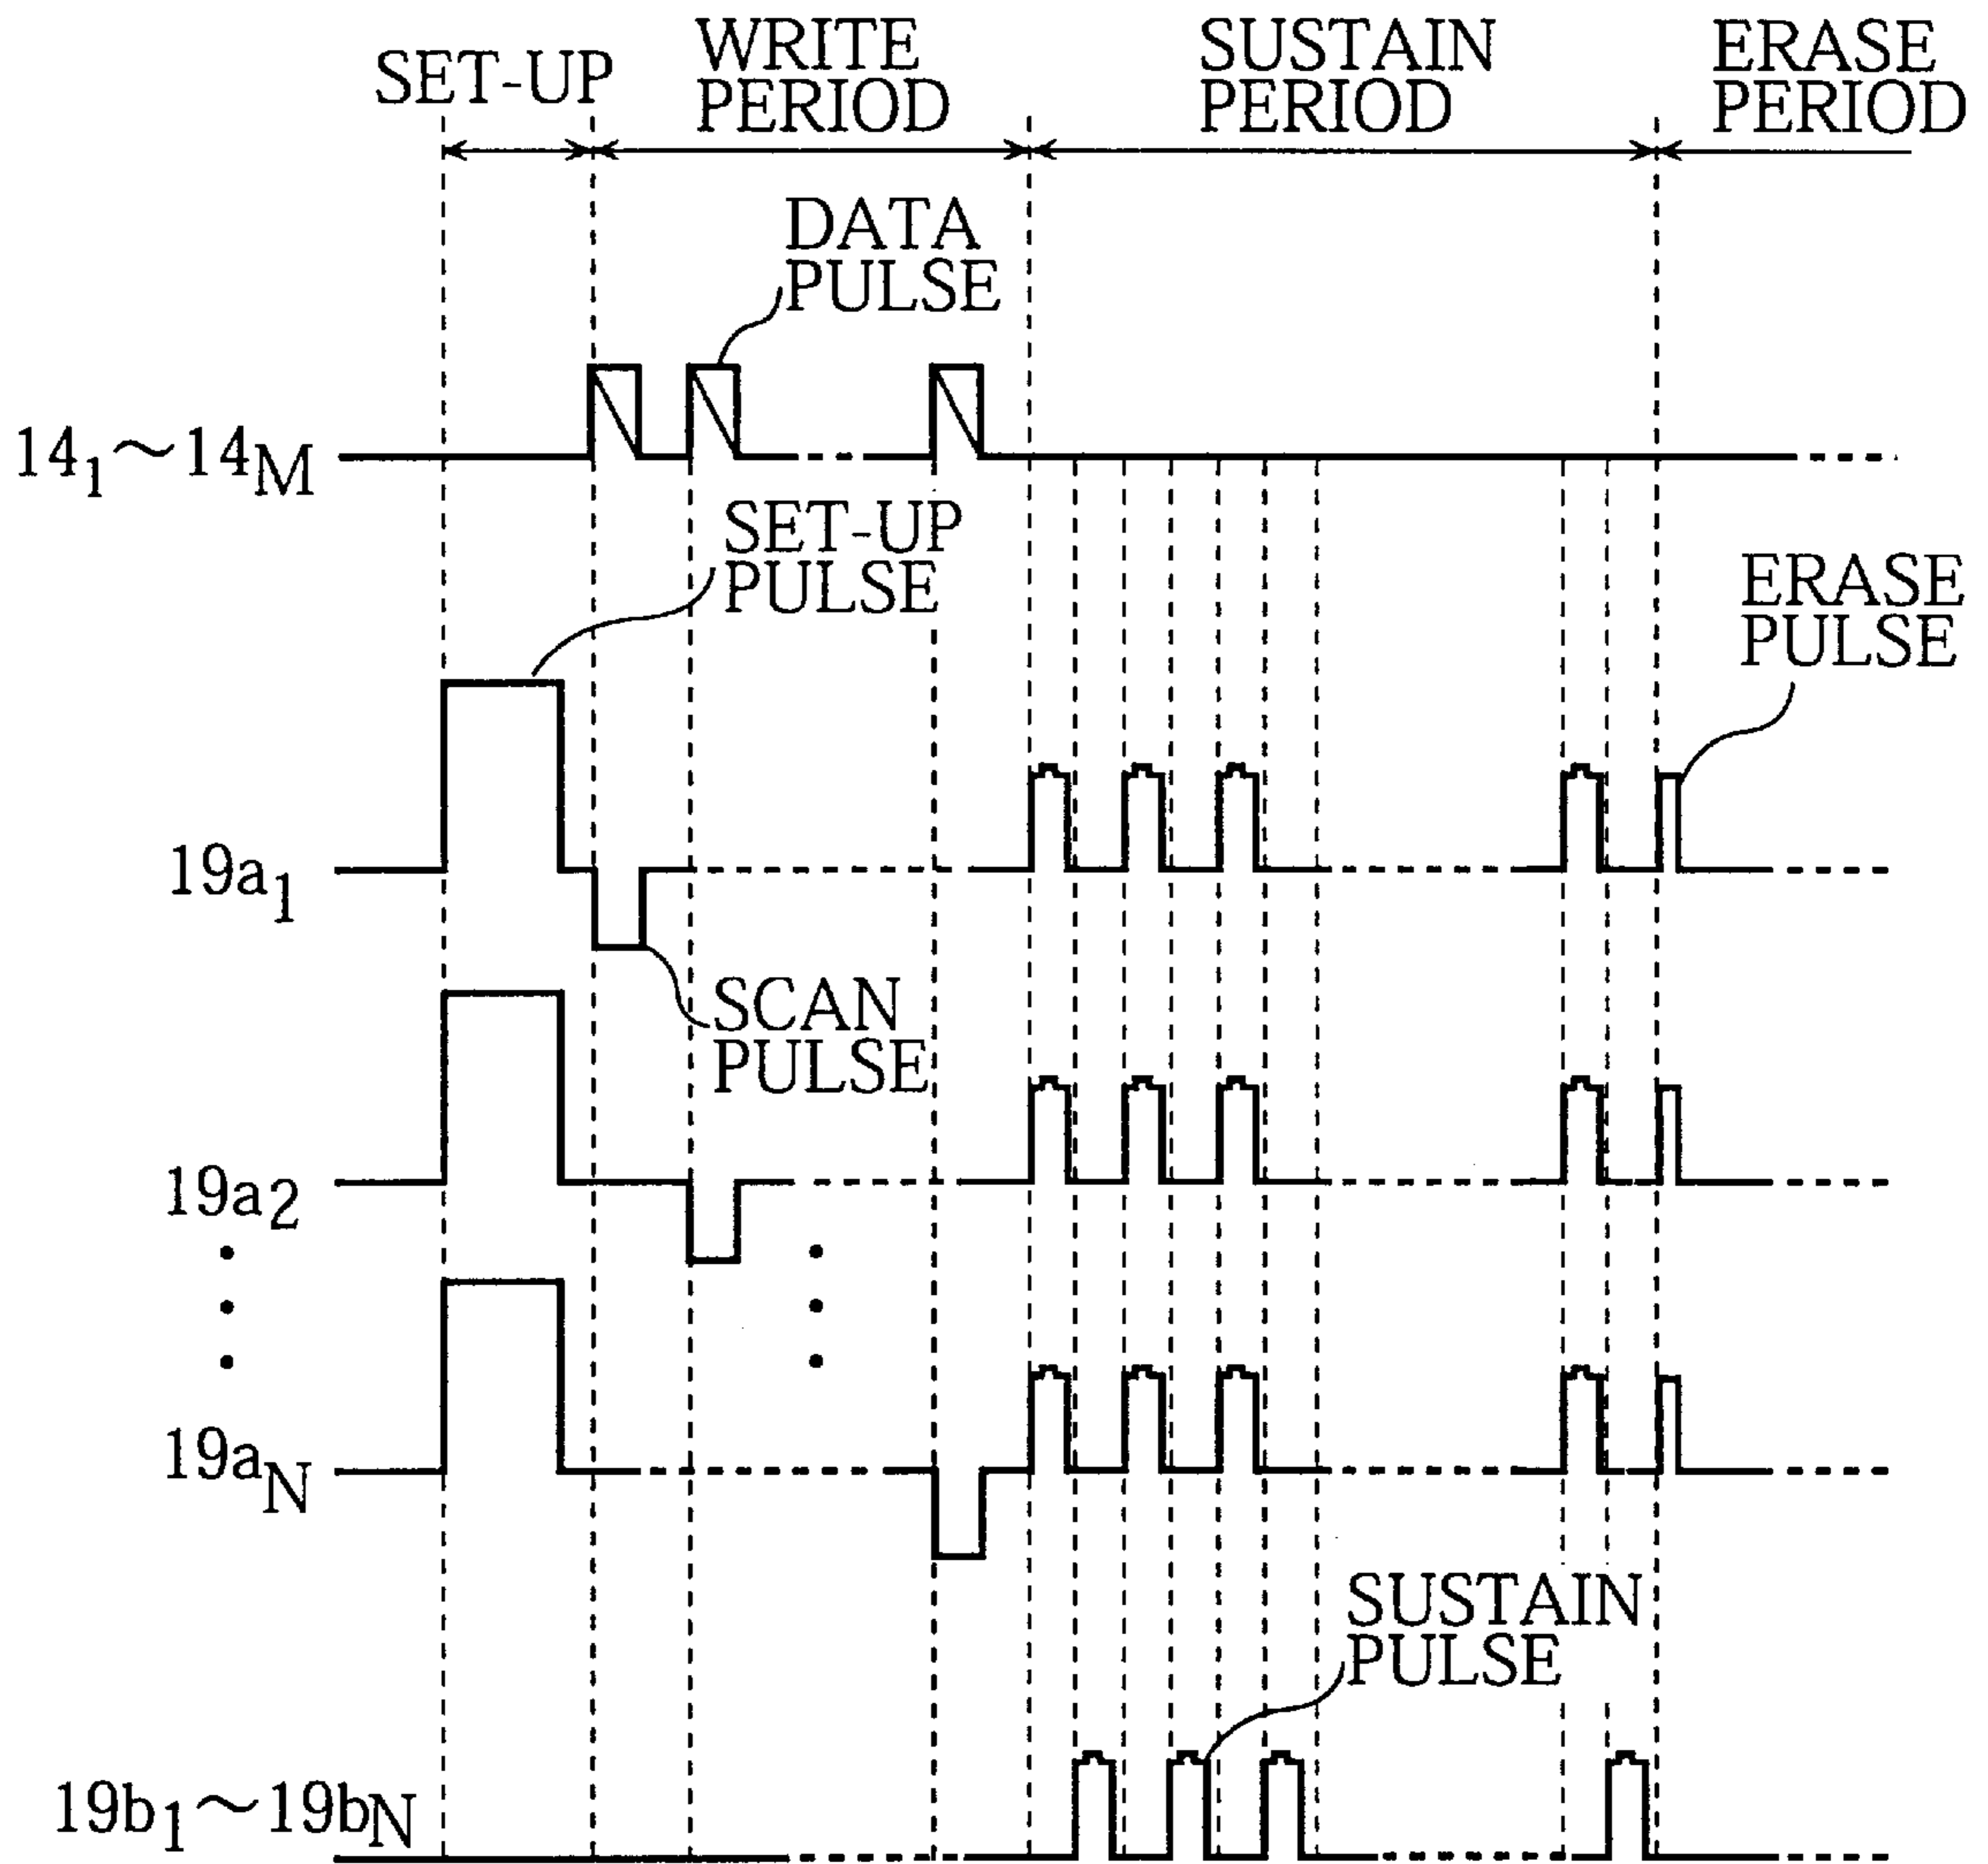 SET-UP
WRITE
PERIOD
SUSTAIN
PERIOD
ERASE
PERIOD
DATA
PULSE
14₁~14M
SET-UP
PULSE
ERASE
PULSE
19a₁
SCAN
PULSE
19a₂
19aN
SUSTAIN
PULSE
19b₁~19bN